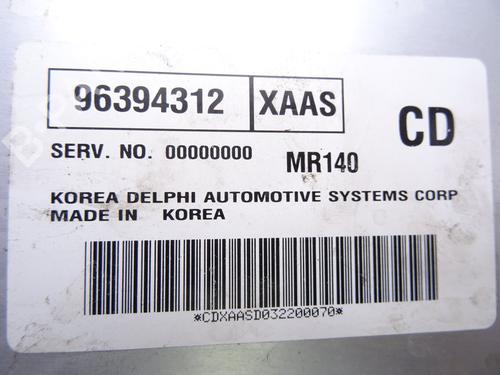 96394312 XAAS
CD
SERV. NO. 00000000 MR140
KOREA DELPHI AUTOMOTIVE SYSTEMS CORP
MADE IN KOREA
*CDXAASD032200070*